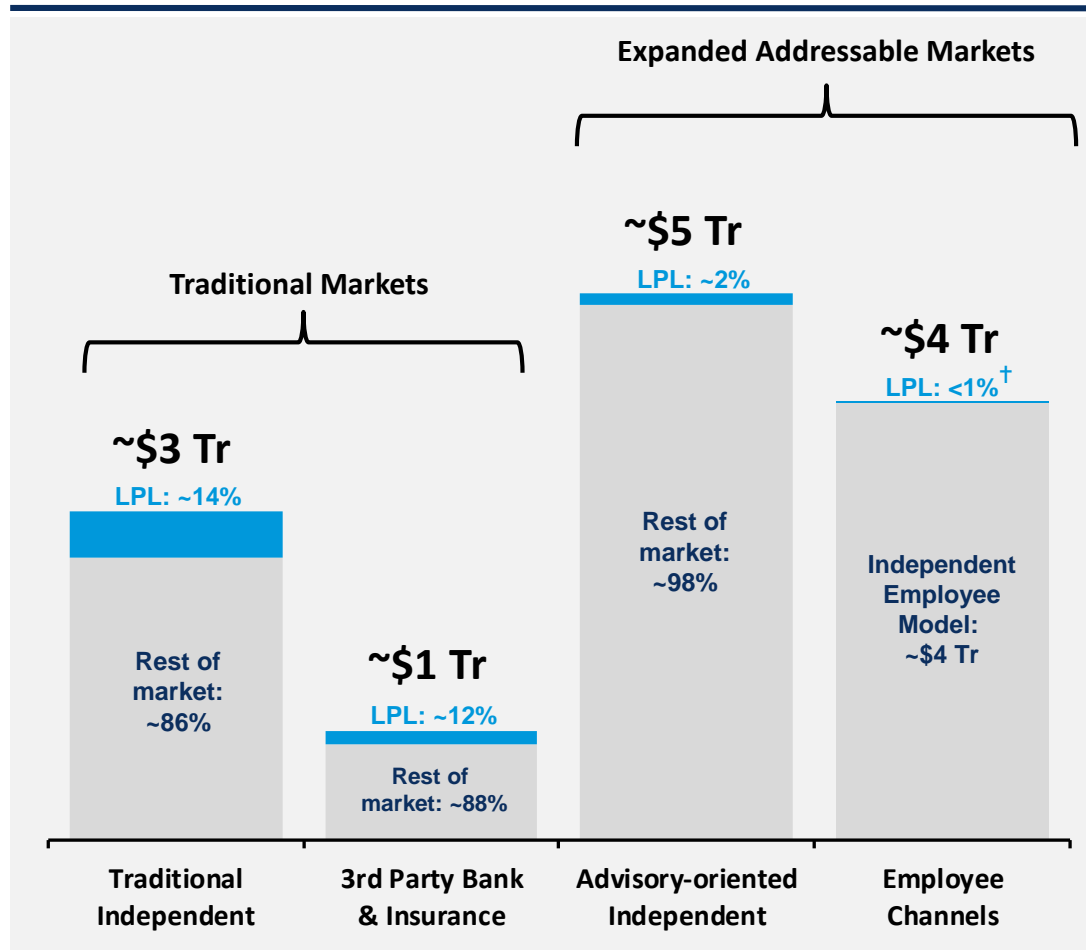 Expanded Addressable Markets
~$5 Tr
LPL: ~2%
Traditional Markets
~$4 Tr
LPL: <1%†
~$3 Tr
LPL: ~14%
Rest of
market:
~98%
Independent
Employee
Model:
~$4 Tr
~$1 Tr
LPL: ~12%
Rest of
market:
~86%
Rest of
market: ~88%
Traditional
Independent
3rd Party Bank
& Insurance
Advisory-oriented
Independent
Employee
Channels